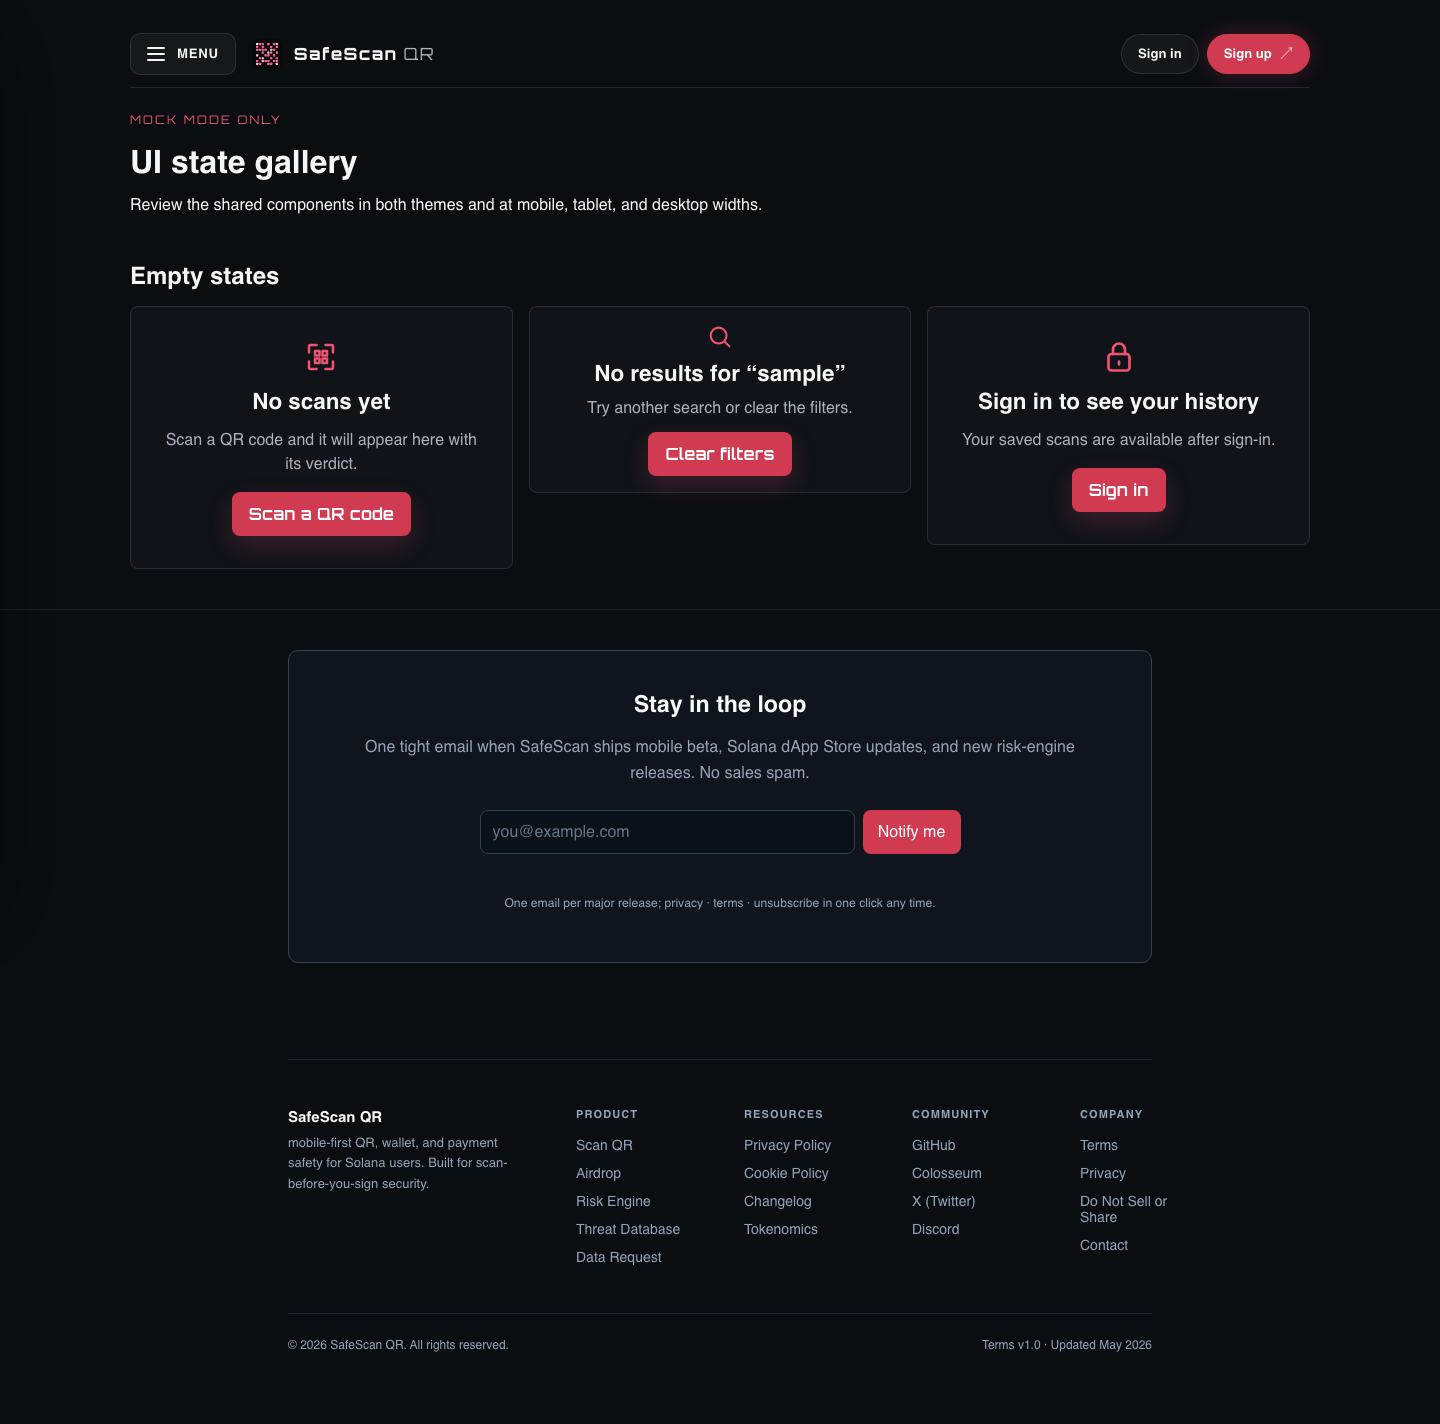 MENU
SafeScan QR
Sign in
Sign up ↗
MOCK MODE ONLY
UI state gallery
Review the shared components in both themes and at mobile, tablet, and desktop widths.
Empty states
No scans yet
Scan a QR code and it will appear here with
its verdict.
Scan a QR code
No results for “sample”
Try another search or clear the filters.
Clear filters
Sign in to see your history
Your saved scans are available after sign-in.
Sign in
Stay in the loop
One tight email when SafeScan ships mobile beta, Solana dApp Store updates, and new risk-engine
releases. No sales spam.
you@example.com
Notify me
One email per major release; privacy · terms · unsubscribe in one click any time.
SafeScan QR
mobile-first QR, wallet, and payment
safety for Solana users. Built for scan-
before-you-sign security.
PRODUCT
Scan QR
Airdrop
Risk Engine
Threat Database
Data Request
RESOURCES
Privacy Policy
Cookie Policy
Changelog
Tokenomics
COMMUNITY
GitHub
Colosseum
X (Twitter)
Discord
COMPANY
Terms
Privacy
Do Not Sell or
Share
Contact
© 2026 SafeScan QR. All rights reserved.
Terms v1.0 · Updated May 2026